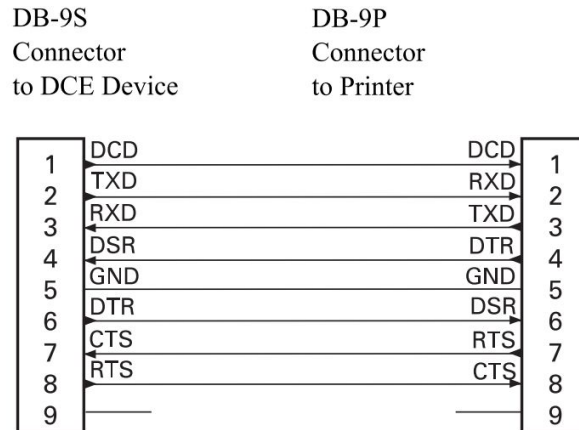 DB-9S DB-9P
Connector Connector
to DCE Device to Printer
DCD DCD
1 1
TXD RXD
2 2
RXD TXD
3 3
DSR DTR
4 4
GND GND
5 5
DTR DSR
6 6
CTS RTS
7 7
RTS CTS
8 8
9 9